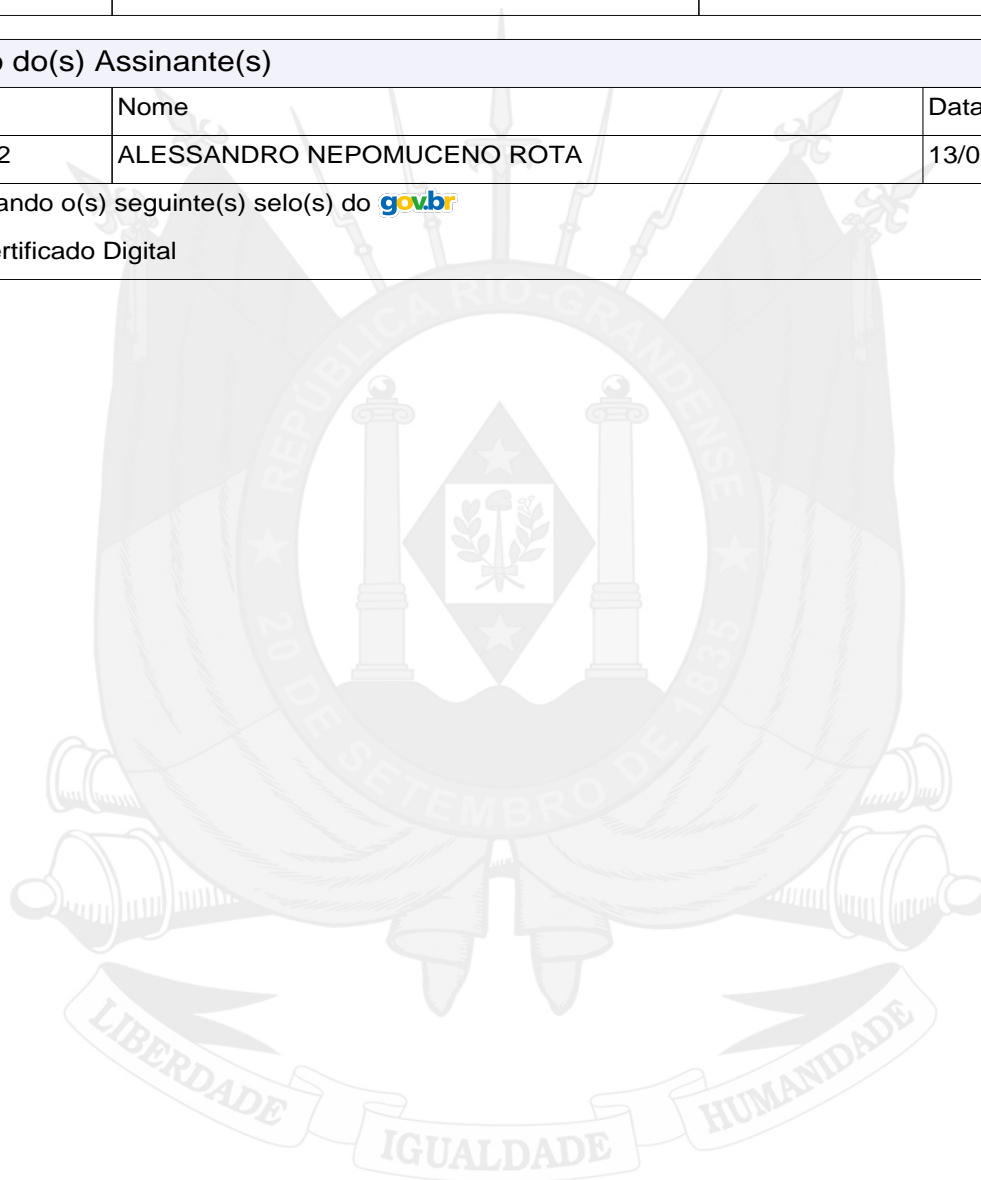 o do(s) Assinante(s)
Nome
Data
2
ALESSANDRO NEPOMUCENO ROTA
13/0
ando o(s) seguinte(s) selo(s) do gov.br
ertificado Digital
REPÚBLICA RIO-GRANDENSE
20 DE SETEMBRO DE 1835
LIBERDADE
IGUALDADE
HUMANIDADE